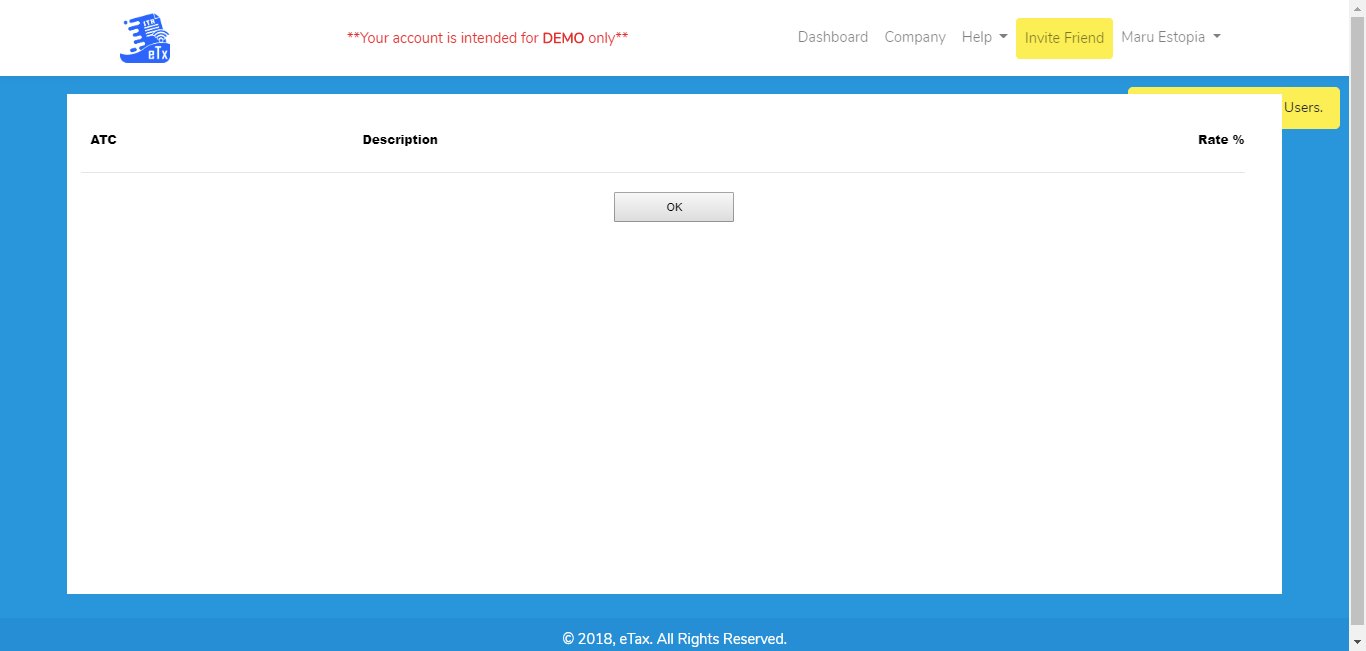 ITR
eTx
**Your account is intended for DEMO only**
Dashboard Company Help Invite Friend Maru Estopia
Users.
ATC Description Rate %
OK
© 2018, eTax. All Rights Reserved.